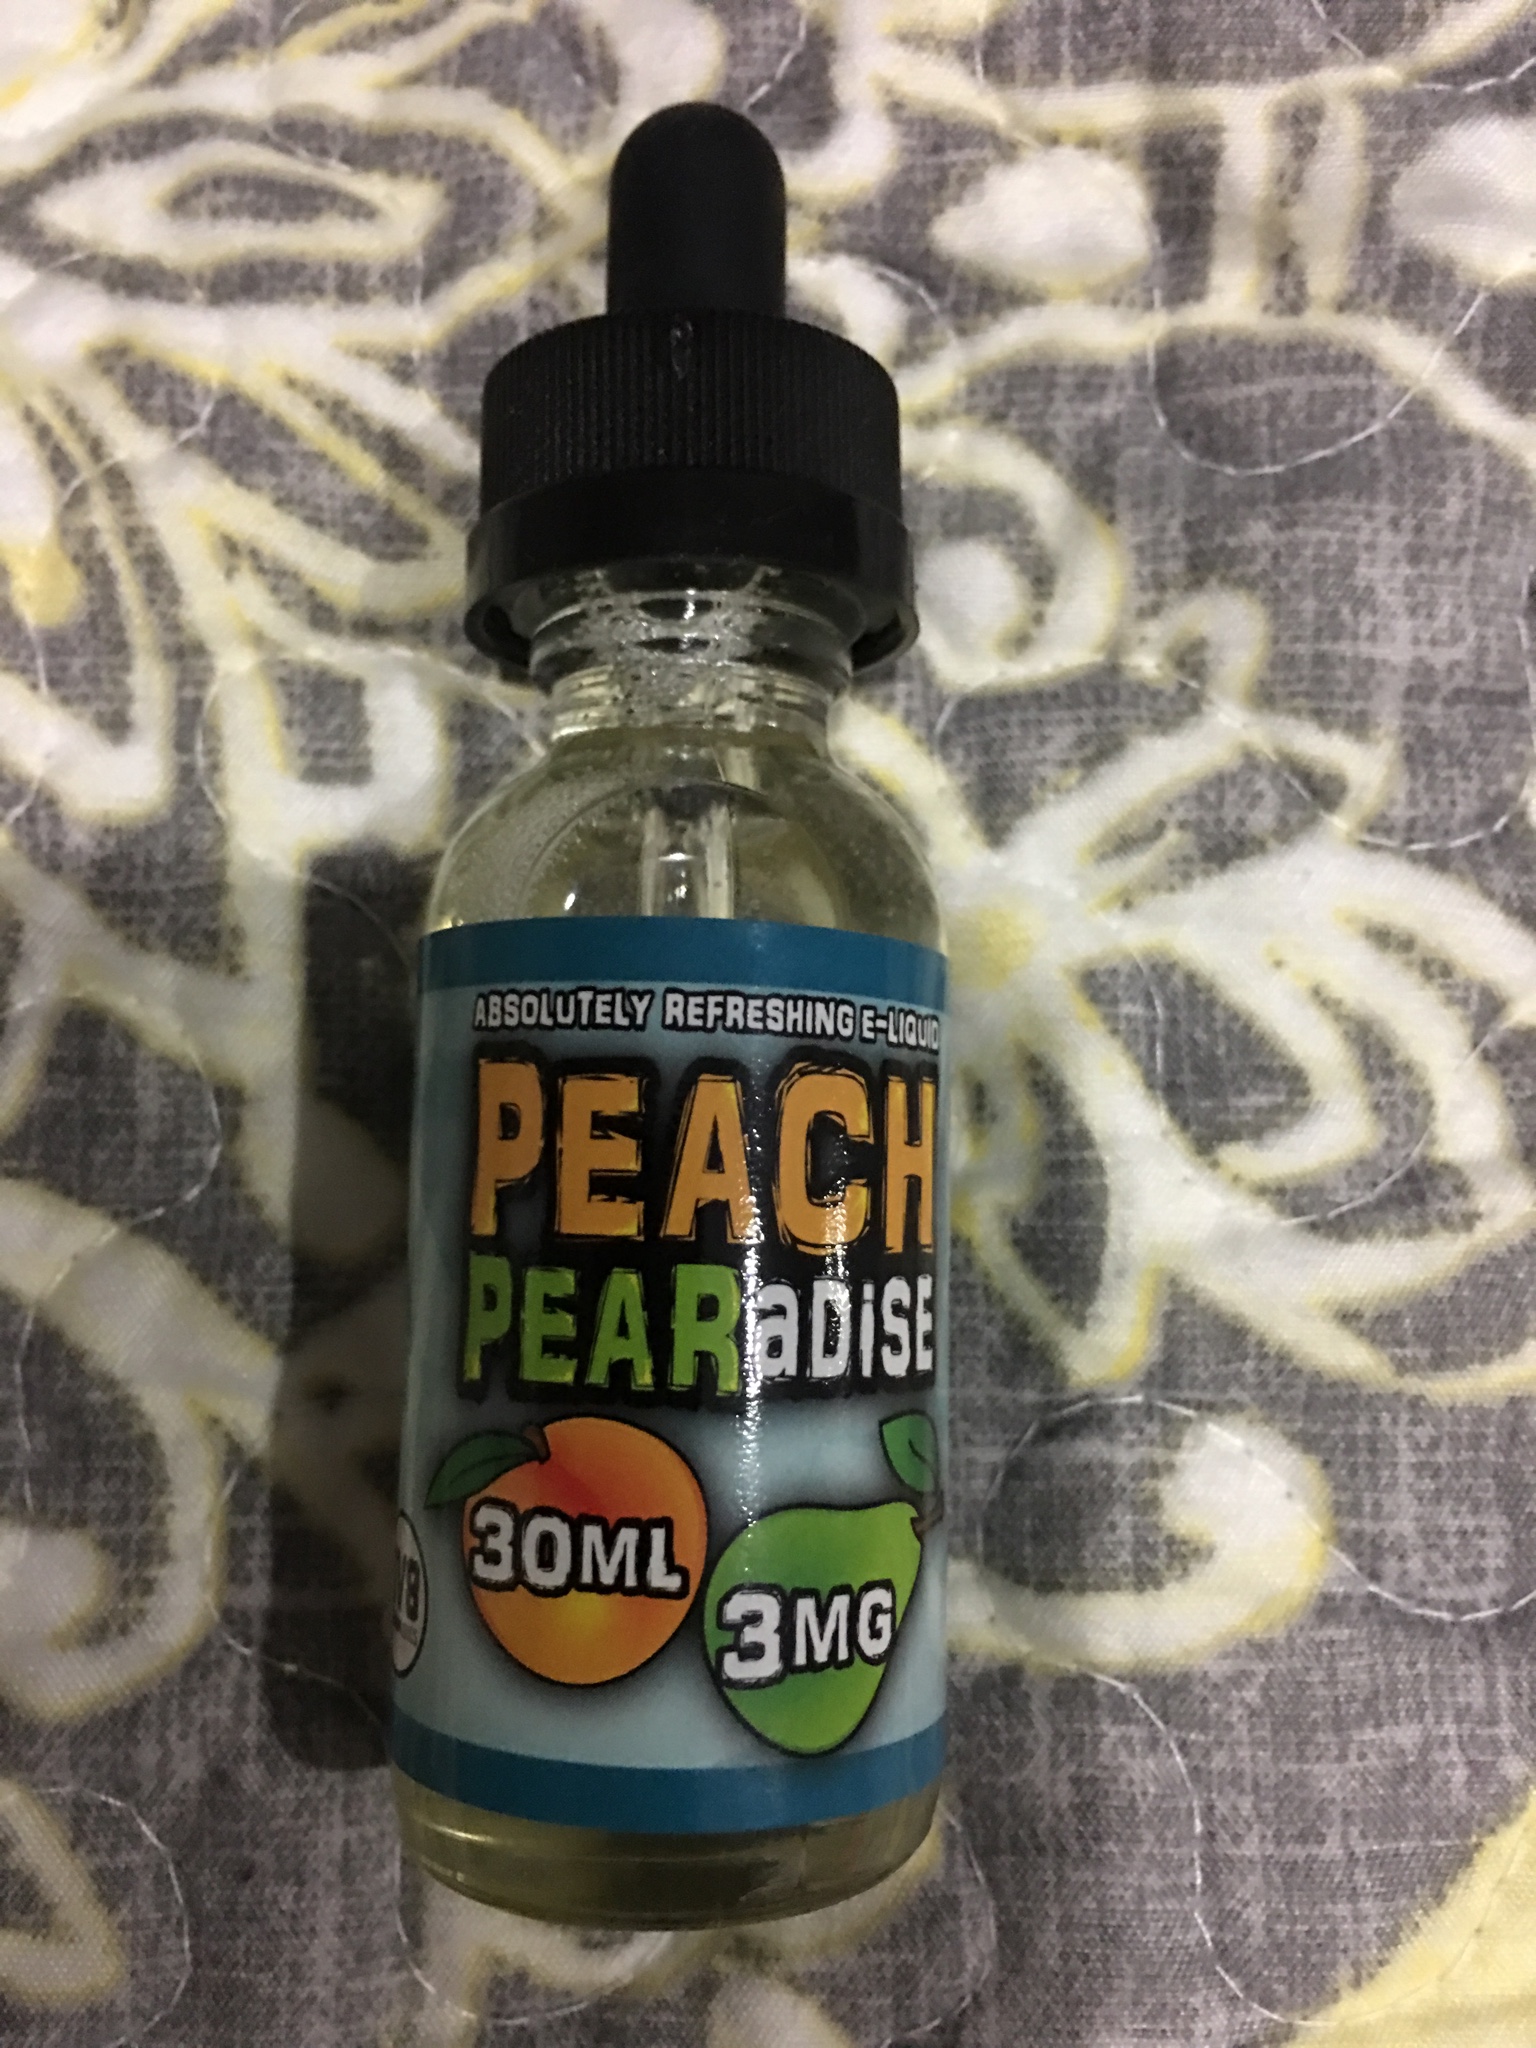 ABSOLUTELY REFRESHING E-LIQUID
PEACH
PEARaDiSE
30ML
3MG